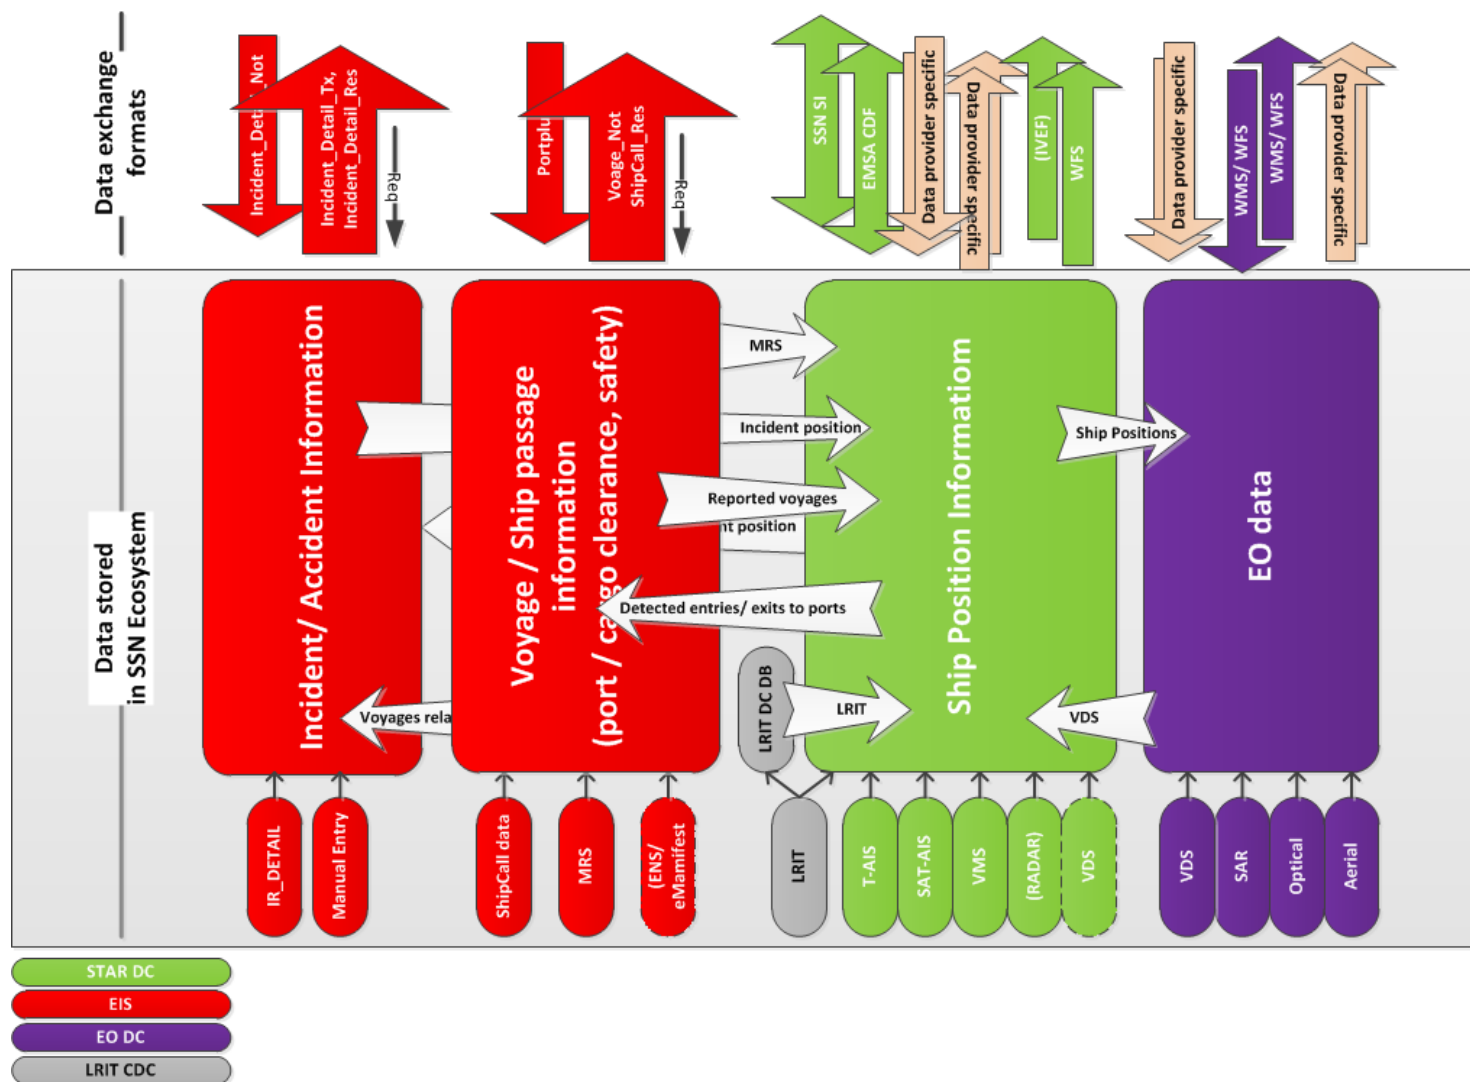 Data exchange
formats
Incident_Detail_Not
Incident_Detail_Tx,
Incident_Detail_Res
Req
Portplu
Voage_Not
ShipCall_Res
Req
SSN SI
EMSA CDF
Data provider specific
Data provider specific
(IVEF)
WFS
Data provider specific
WMS/ WFS
WMS/ WFS
Data provider specific
Data stored
in SSN Ecosystem
Incident/ Accident Information
Voyage / Ship passage
information
(port / cargo clearance, safety)
Ship Position Information
EO data
MRS
Incident position
Ship Positions
Reported voyages
nt position
Detected entries/ exits to ports
LRIT DC DB
LRIT
VDS
Voyages rela
IR_DETAIL
Manual Entry
ShipCall data
MRS
(ENS/
eMamifest
LRIT
T-AIS
SAT-AIS
VMS
(RADAR)
VDS
VDS
SAR
Optical
Aerial
STAR DC
EIS
EO DC
LRIT CDC